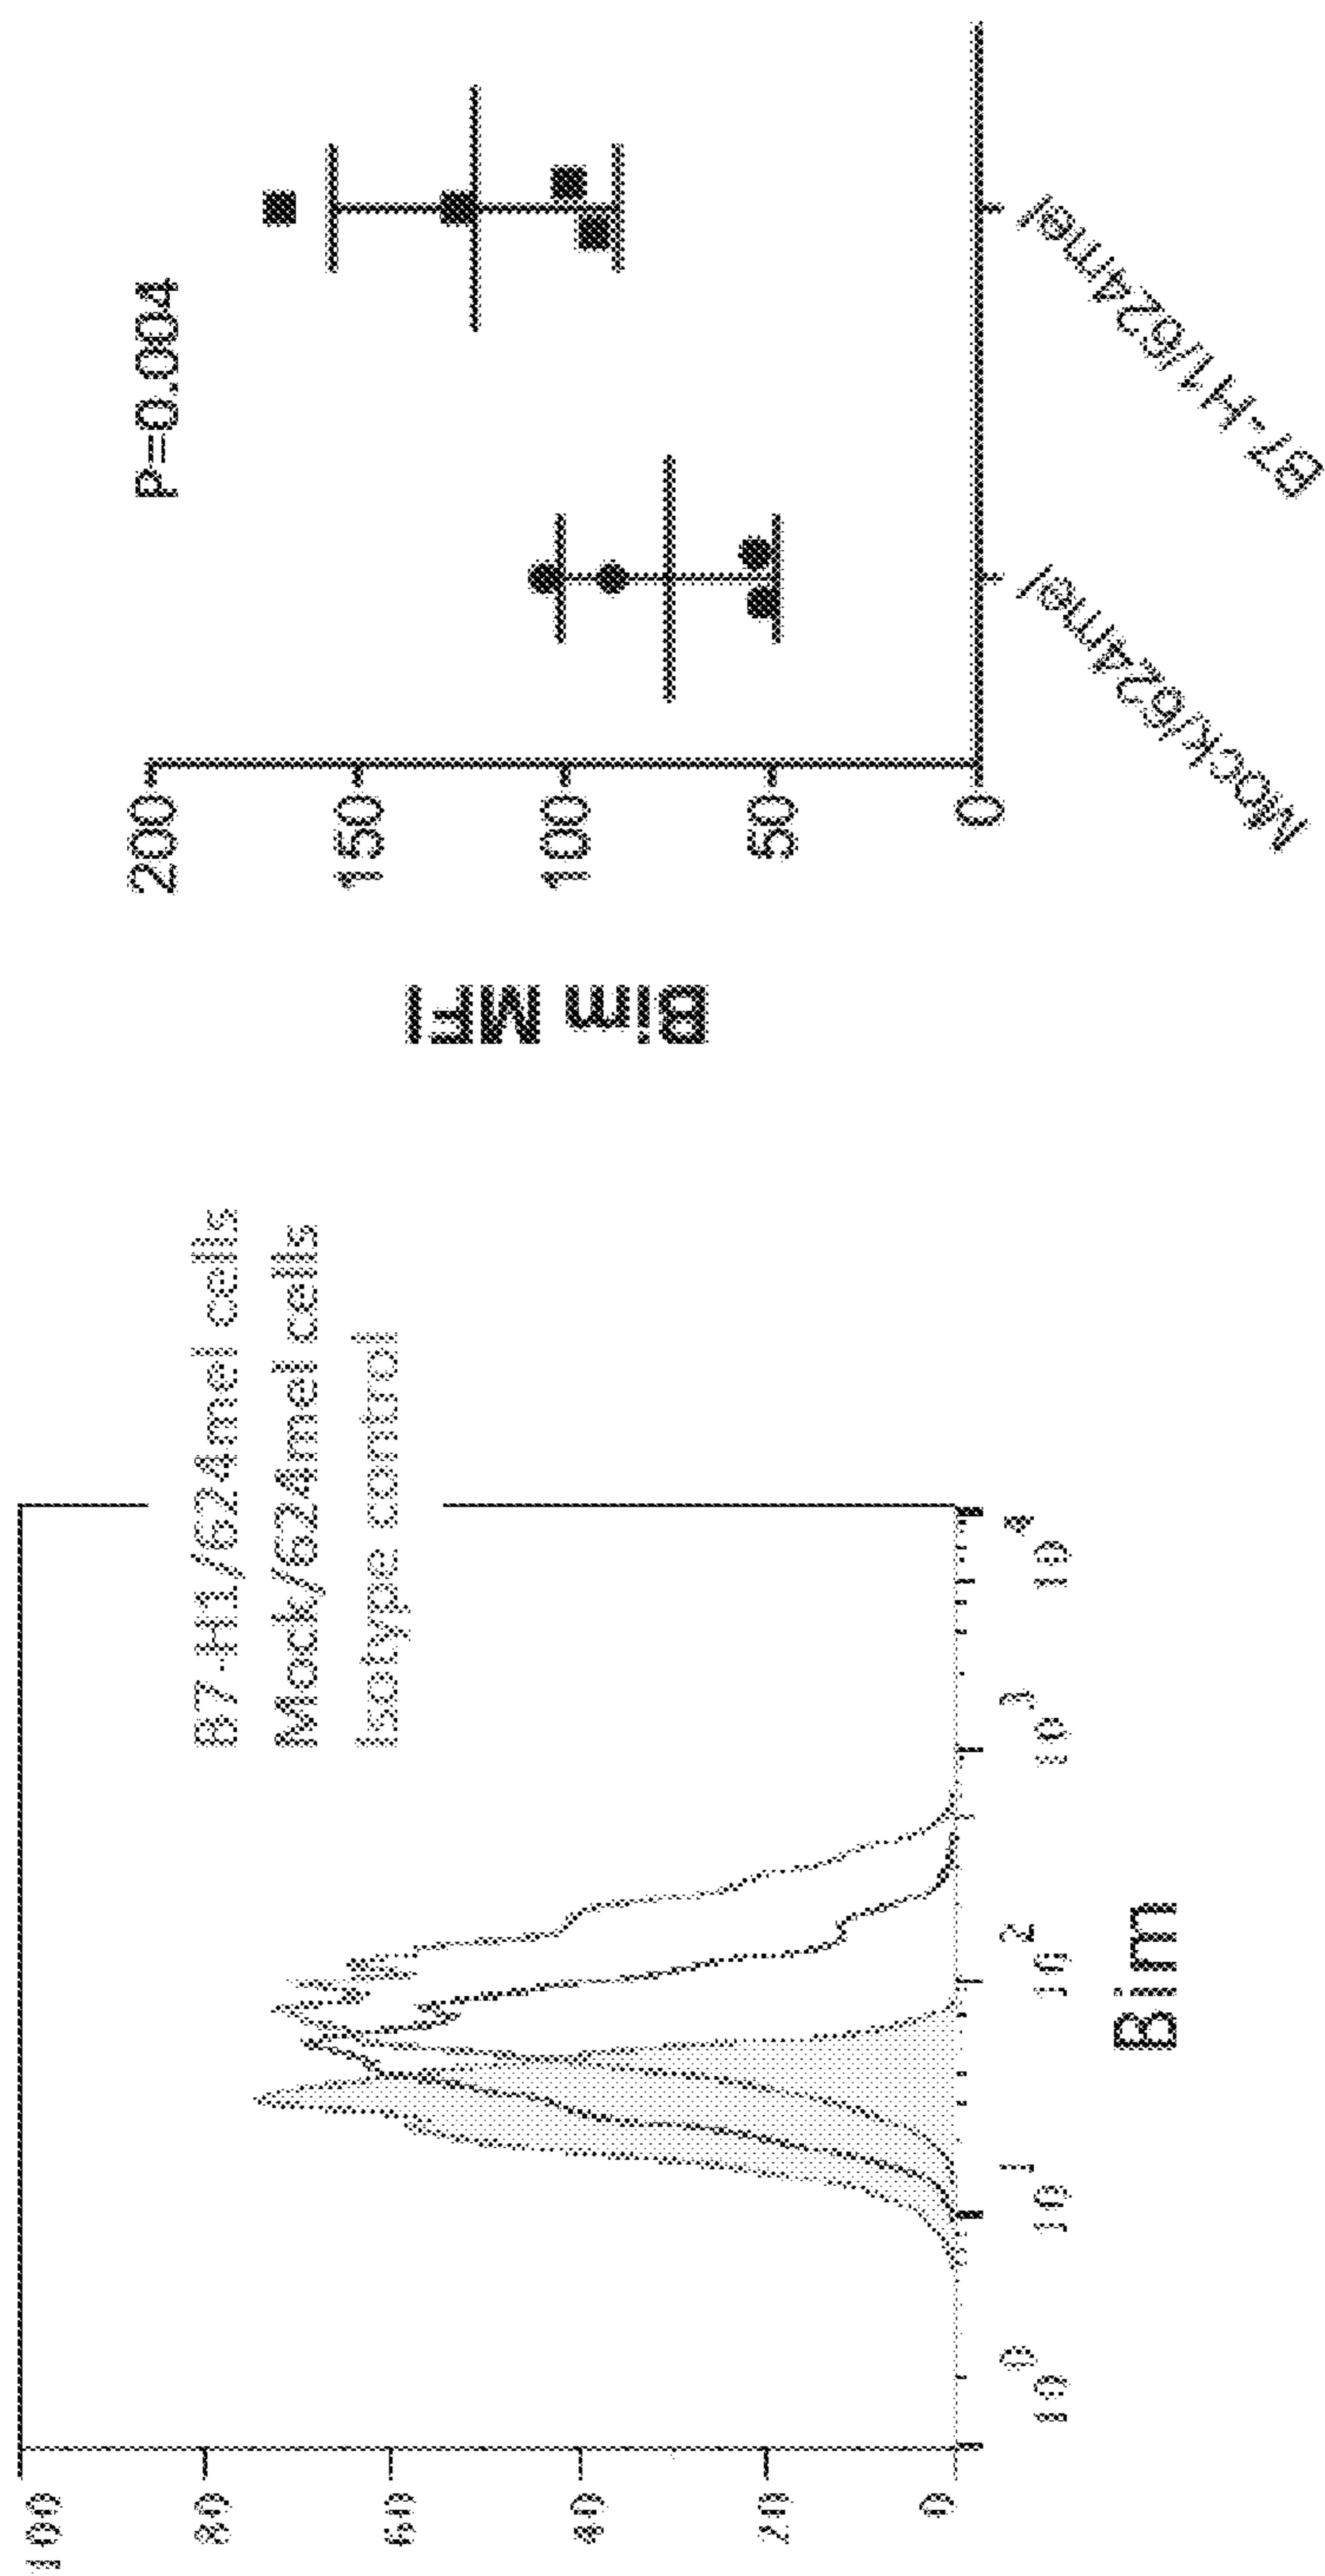 100
80
60
40
20
0
10^0
10^1
10^2
10^3
10^4
Bim
B7-H1/624mel cells
Mock/624mel cells
Isotype control
Bim MFI
200
150
100
50
0
P=0.004
Mock/624mel
B7-H1/624mel